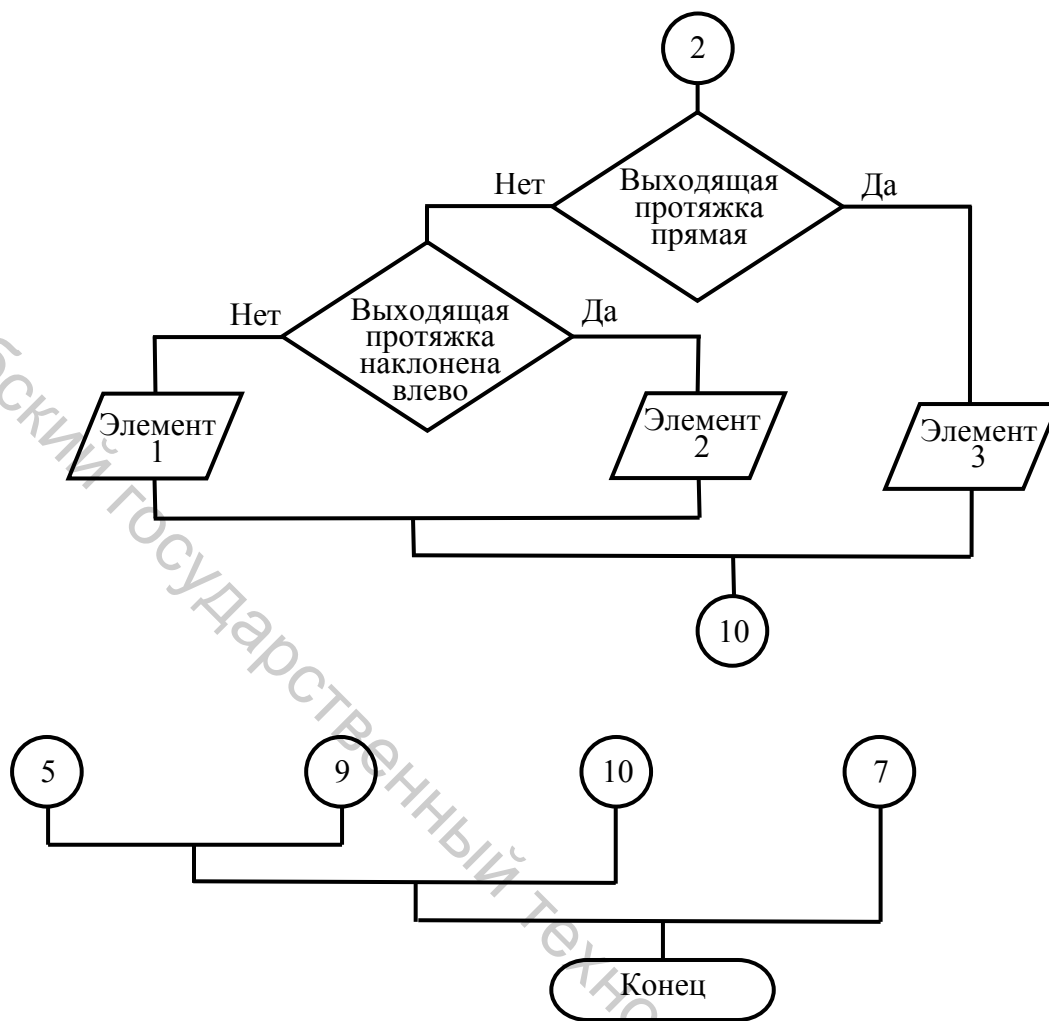 2
Нет
Выходящая
протяжка
прямая
Да
Нет
Выходящая
протяжка
наклонена
влево
Да
Элемент
1
Элемент
2
Элемент
3
10
5
9
10
7
Конец
государственный